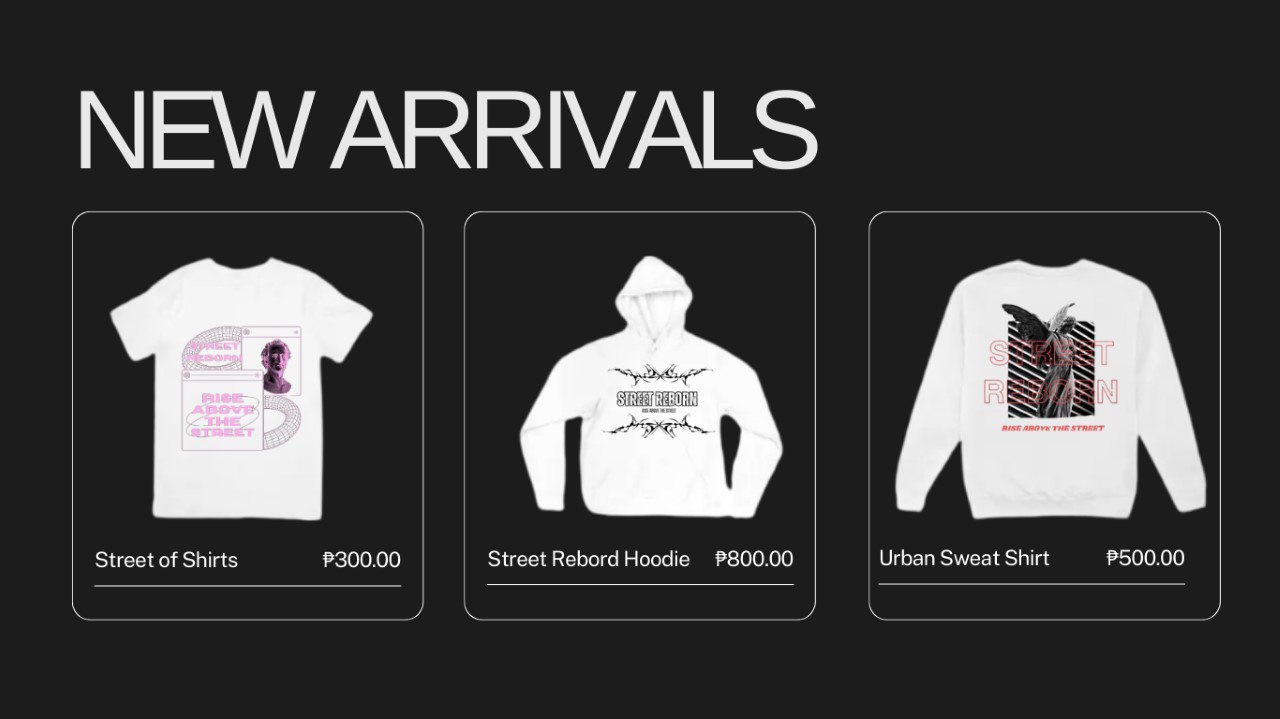 NEW ARRIVALS
STREET
REBORN
RISE
ABOVE
THE
STREET
Street of Shirts ₱300.00
STREET REBORN
RISE ABOVE THE STREET
Street Rebord Hoodie ₱800.00
STREET
REBORN
RISE ABOVE THE STREET
Urban Sweat Shirt ₱500.00